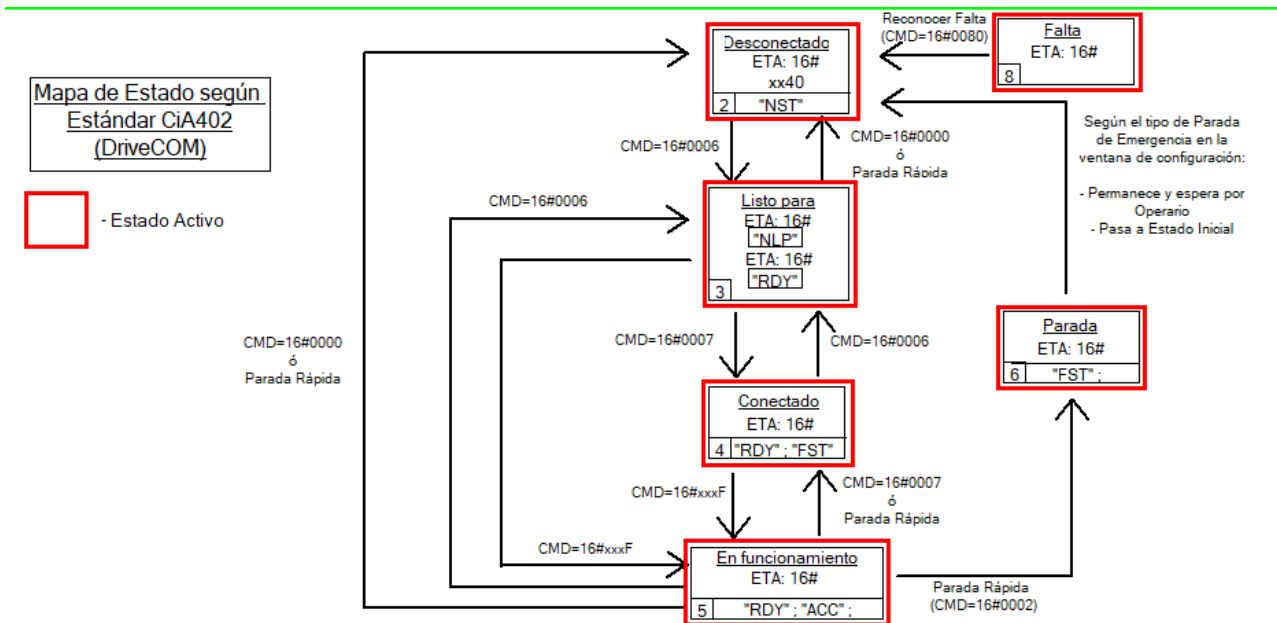 Mapa de Estado según
Estándar CiA402
(DriveCOM)
- Estado Activo
Desconectado
ETA: 16#
xx40
2
"NST"
Reconocer Falta
(CMD=16#0080)
Falta
ETA: 16#
8
CMD=16#0006
CMD=16#0000
ó
Parada Rápida
Según el tipo de Parada
de Emergencia en la
ventana de configuración:
- Permanece y espera por
Operario
- Pasa a Estado Inicial
CMD=16#0006
Listo para
ETA: 16#
"NLP"
ETA: 16#
"RDY"
3
CMD=16#0000
ó
Parada Rápida
CMD=16#0007
CMD=16#0006
Parada
ETA: 16#
6
"FST" ;
Conectado
ETA: 16#
4
"RDY" ; "FST"
CMD=16#xxxF
CMD=16#0007
ó
Parada Rápida
CMD=16#xxxF
En funcionamiento
ETA: 16#
5
"RDY" ; "ACC" ;
Parada Rápida
(CMD=16#0002)